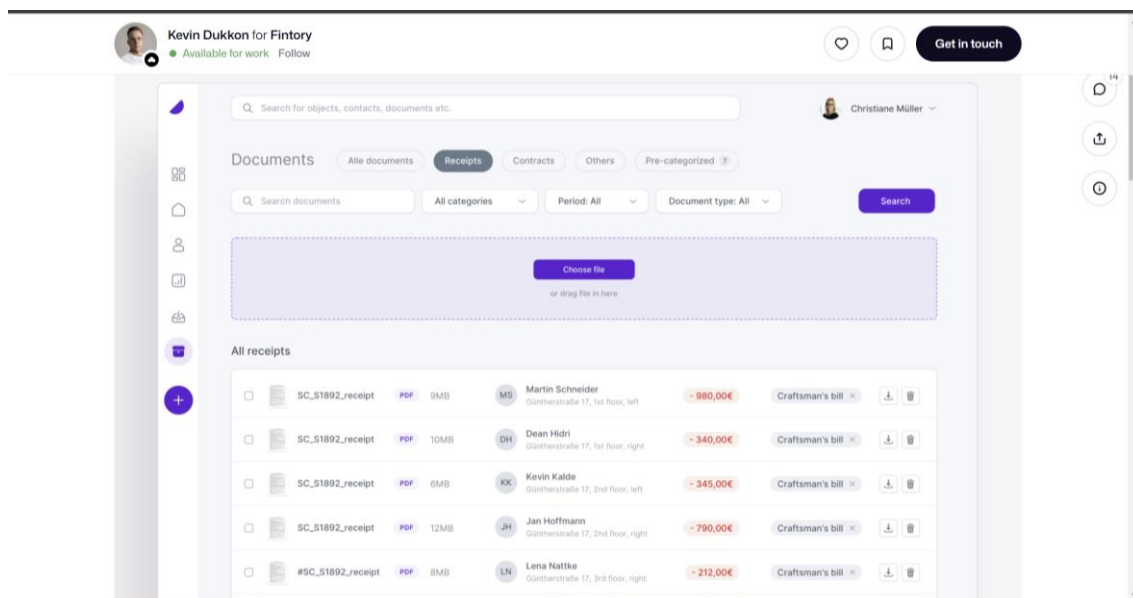 Kevin Dukkon for Fintory
Available for work Follow
Get in touch
14
Search for objects, contacts, documents etc.
Christiane Müller
Documents Alle documents Receipts Contracts Others Pre-categorized 7
Search documents All categories Period: All Document type: All Search
Choose file
or drag file in here
All receipts
SC_S1892_receipt PDF 9MB MS Martin Schneider - 980,00€ Craftsman's bill ×
Güntherstraße 17, 1st floor, left
SC_S1892_receipt PDF 10MB DH Dean Hidri - 340,00€ Craftsman's bill ×
Güntherstraße 17, 1st floor, right
SC_S1892_receipt PDF 6MB KK Kevin Kalde - 345,00€ Craftsman's bill ×
Güntherstraße 17, 2nd floor, left
SC_S1892_receipt PDF 12MB JH Jan Hoffmann - 790,00€ Craftsman's bill ×
Güntherstraße 17, 2nd floor, right
#SC_S1892_receipt PDF 8MB LN Lena Nattke - 212,00€ Craftsman's bill ×
Güntherstraße 17, 3rd floor, right